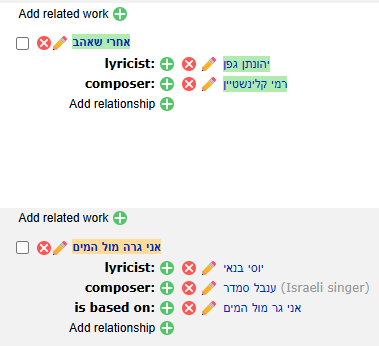 Add related work
אחרי שאהב
lyricist: יהונתן גפן
composer: רמי קלינשטיין
Add relationship
Add related work
אני גרה מול המים
lyricist: יוסי בנאי
composer: ענבל סמדר (Israeli singer)
is based on: אני גר מול המים
Add relationship